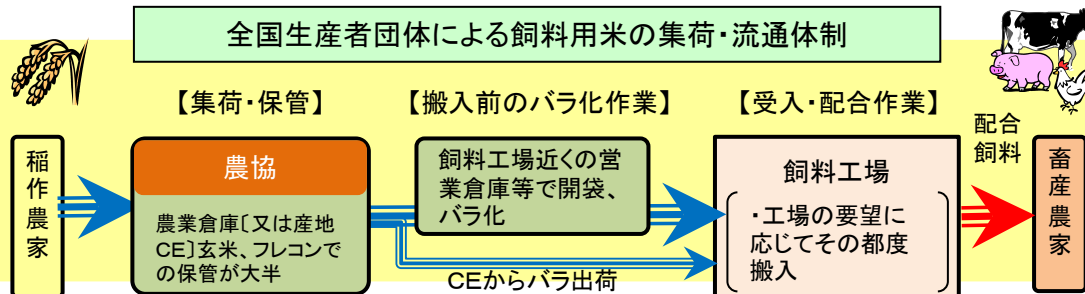 全国生産者団体による飼料用米の集荷・流通体制
【集荷・保管】
【搬入前のバラ化作業】
【受入・配合作業】
稲作農家
農協
農業倉庫〔又は産地
CE〕玄米、フレコンで
の保管が大半
飼料工場近くの営
業倉庫等で開袋、
バラ化
CEからバラ出荷
飼料工場
・工場の要望に
応じてその都度
搬入
配合
飼料
畜産農家